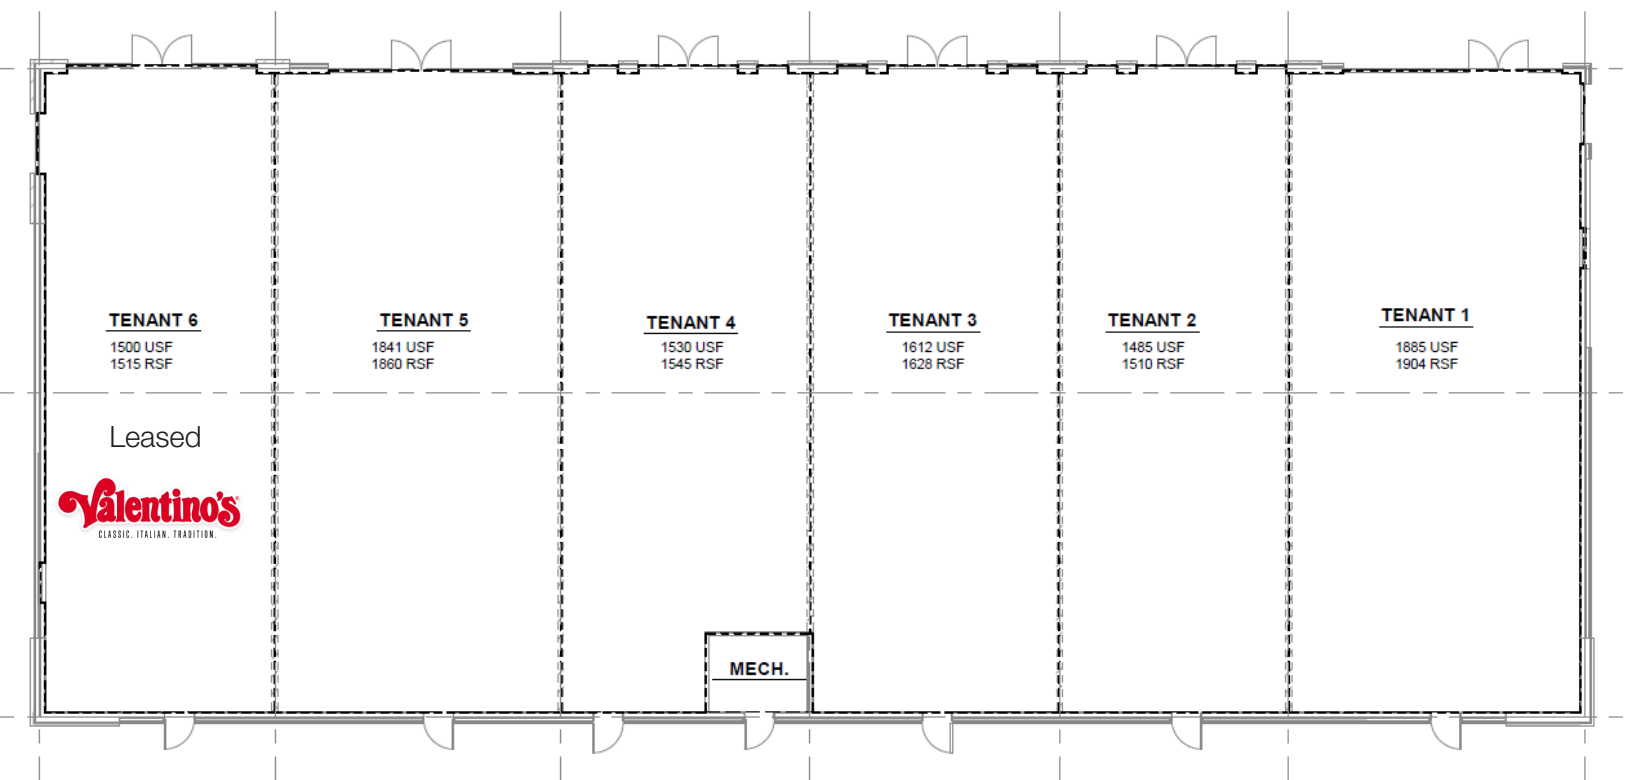 TENANT 6
1500 USF
1515 RSF
Leased
Valentino's
CLASSIC. ITALIAN. TRADITION.
TENANT 5
1841 USF
1860 RSF
TENANT 4
1530 USF
1545 RSF
MECH.
TENANT 3
1612 USF
1628 RSF
TENANT 2
1485 USF
1510 RSF
TENANT 1
1885 USF
1904 RSF